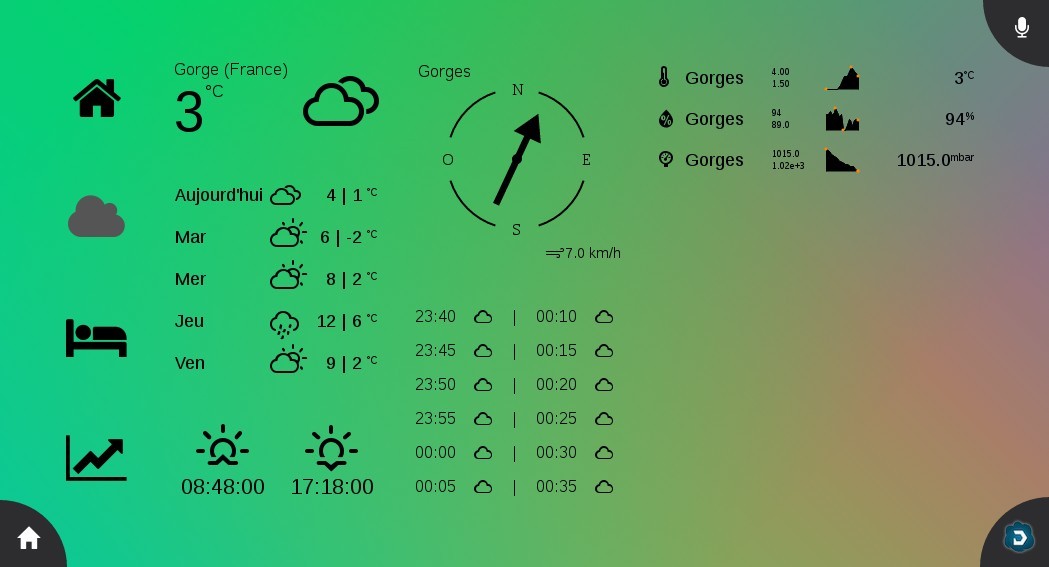 Gorge (France)
3 °C
Aujourd'hui 4 | 1 °C
Mar 6 | -2 °C
Mer 8 | 2 °C
Jeu 12 | 6 °C
Ven 9 | 2 °C
08:48:00 17:18:00
Gorges
N
O E
S
7.0 km/h
23:40 | 00:10
23:45 | 00:15
23:50 | 00:20
23:55 | 00:25
00:00 | 00:30
00:05 | 00:35
Gorges 4.00 3°C
1.50
Gorges 94 94%
89.0
Gorges 1015.0 1015.0mbar
1.02e+3